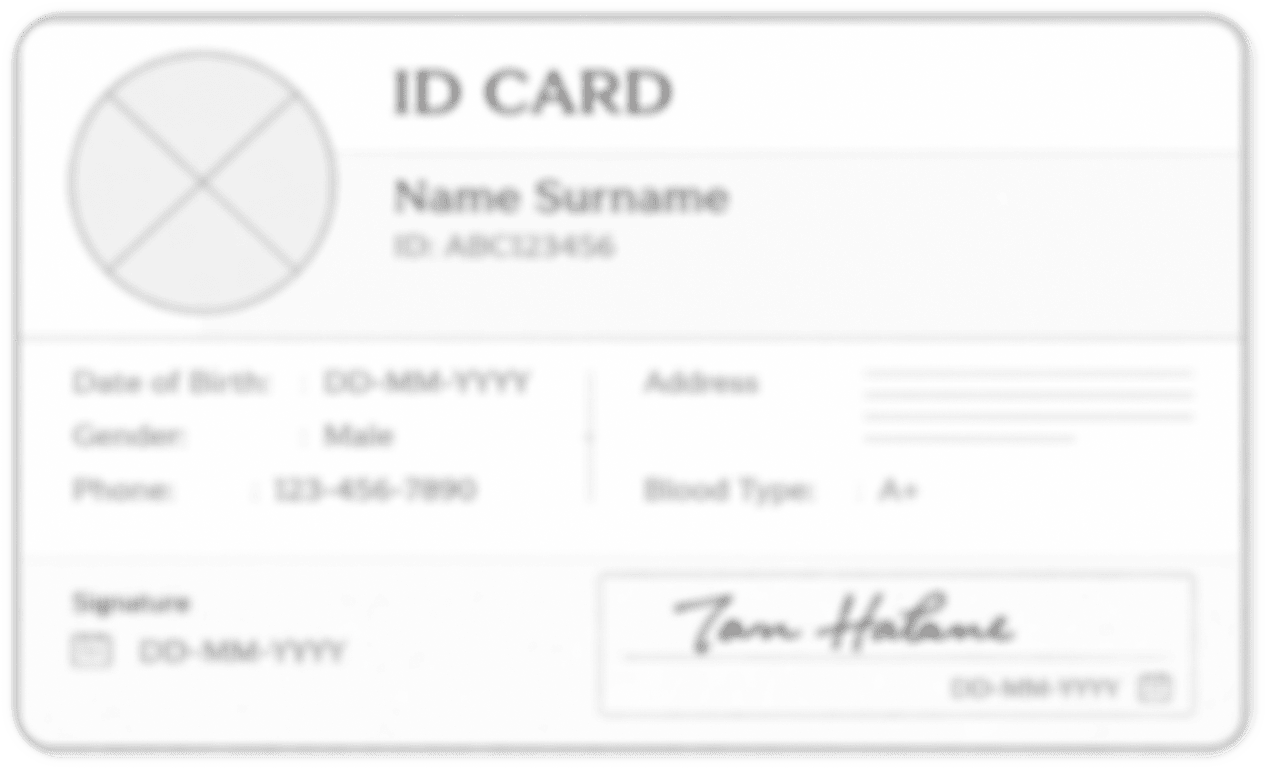 ID CARD
Name Surname
ID: ABC123456
Date of Birth: : DD-MM-YYYY
Gender: : Male
Phone: : 123-456-7890
Address
Blood Type: : A+
Signature
DD-MM-YYYY
Tam
DD-MM-YYYY